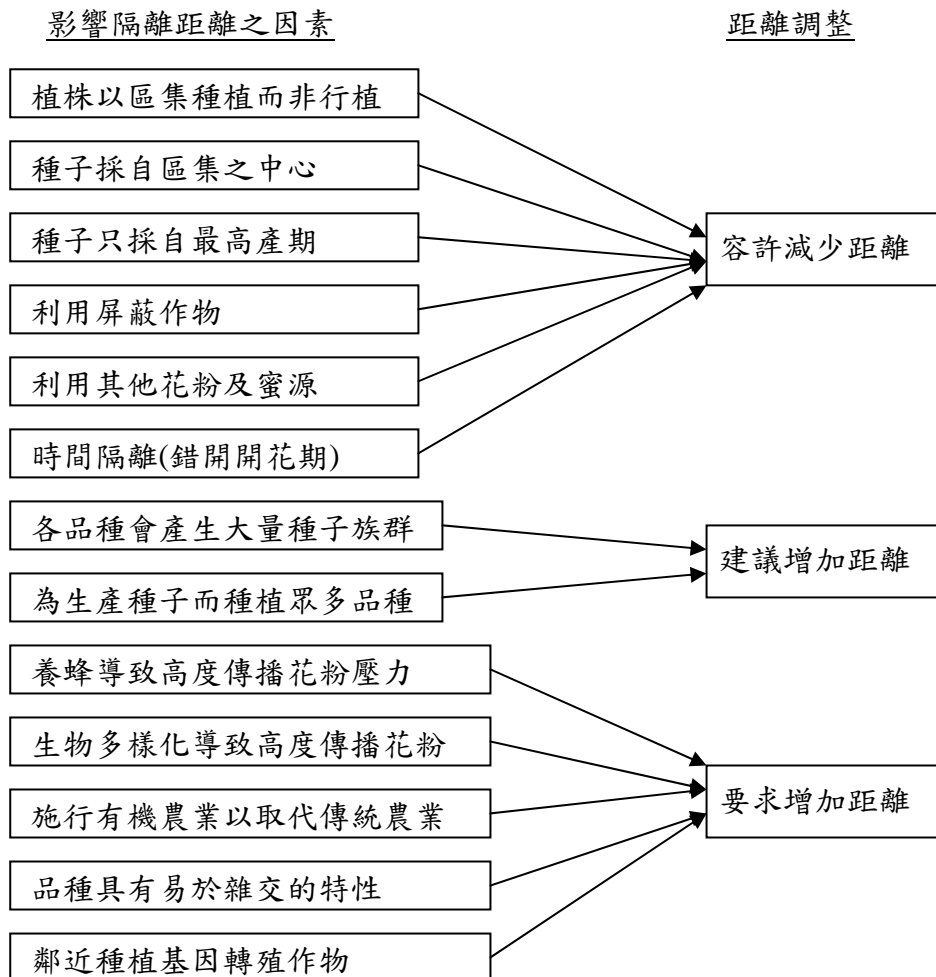 影響隔離距離之因素
距離調整
植株以區集種植而非行植
種子採自區集之中心
種子只採自最高產期
利用屏蔽作物
利用其他花粉及蜜源
時間隔離(錯開開花期)
容許減少距離
各品種會產生大量種子族群
為生產種子而種植眾多品種
建議增加距離
養蜂導致高度傳播花粉壓力
生物多樣化導致高度傳播花粉
施行有機農業以取代傳統農業
品種具有易於雜交的特性
鄰近種植基因轉殖作物
要求增加距離